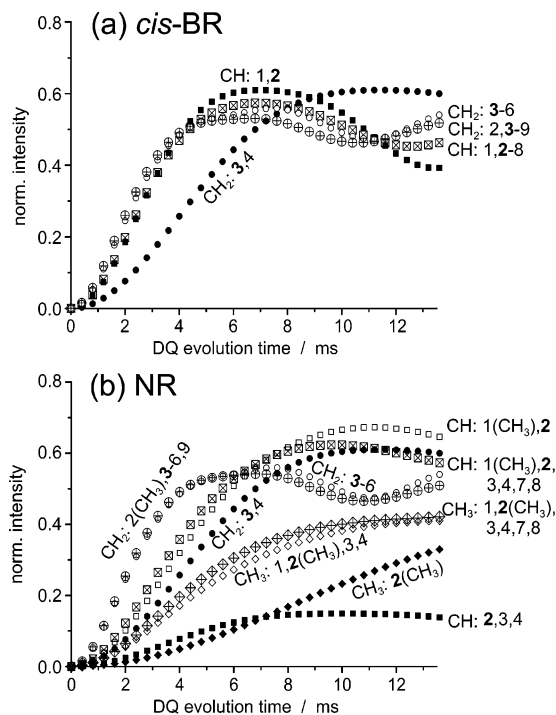 (a) cis-BR
norm. intensity
0.8
0.6
0.4
0.2
0.0
CH: 1,2
CH₂: 3,4
CH₂: 3-6
CH₂: 2,3-9
CH: 1,2-8
0 2 4 6 8 10 12
DQ evolution time / ms
(b) NR
norm. intensity
0.8
0.6
0.4
0.2
0.0
CH₂: 2(CH₃),3-6,9
CH₂: 3,4
CH₂: 3-6
CH₃: 1,2(CH₃),3,4
CH₃: 2(CH₃)
CH: 1(CH₃),2
CH: 1(CH₃),2,
3,4,7,8
CH₃: 1,2(CH₃),
3,4,7,8
CH: 2,3,4
0 2 4 6 8 10 12
DQ evolution time / ms